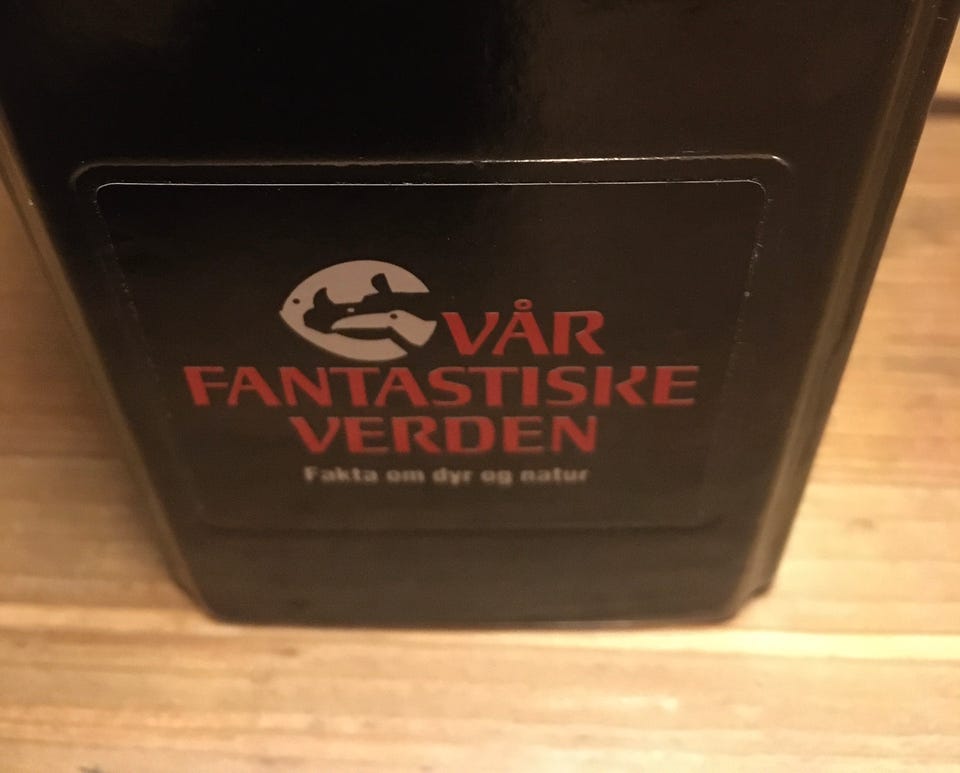 VÅR
FANTASTISKE
VERDEN
Fakta om dyr og natur